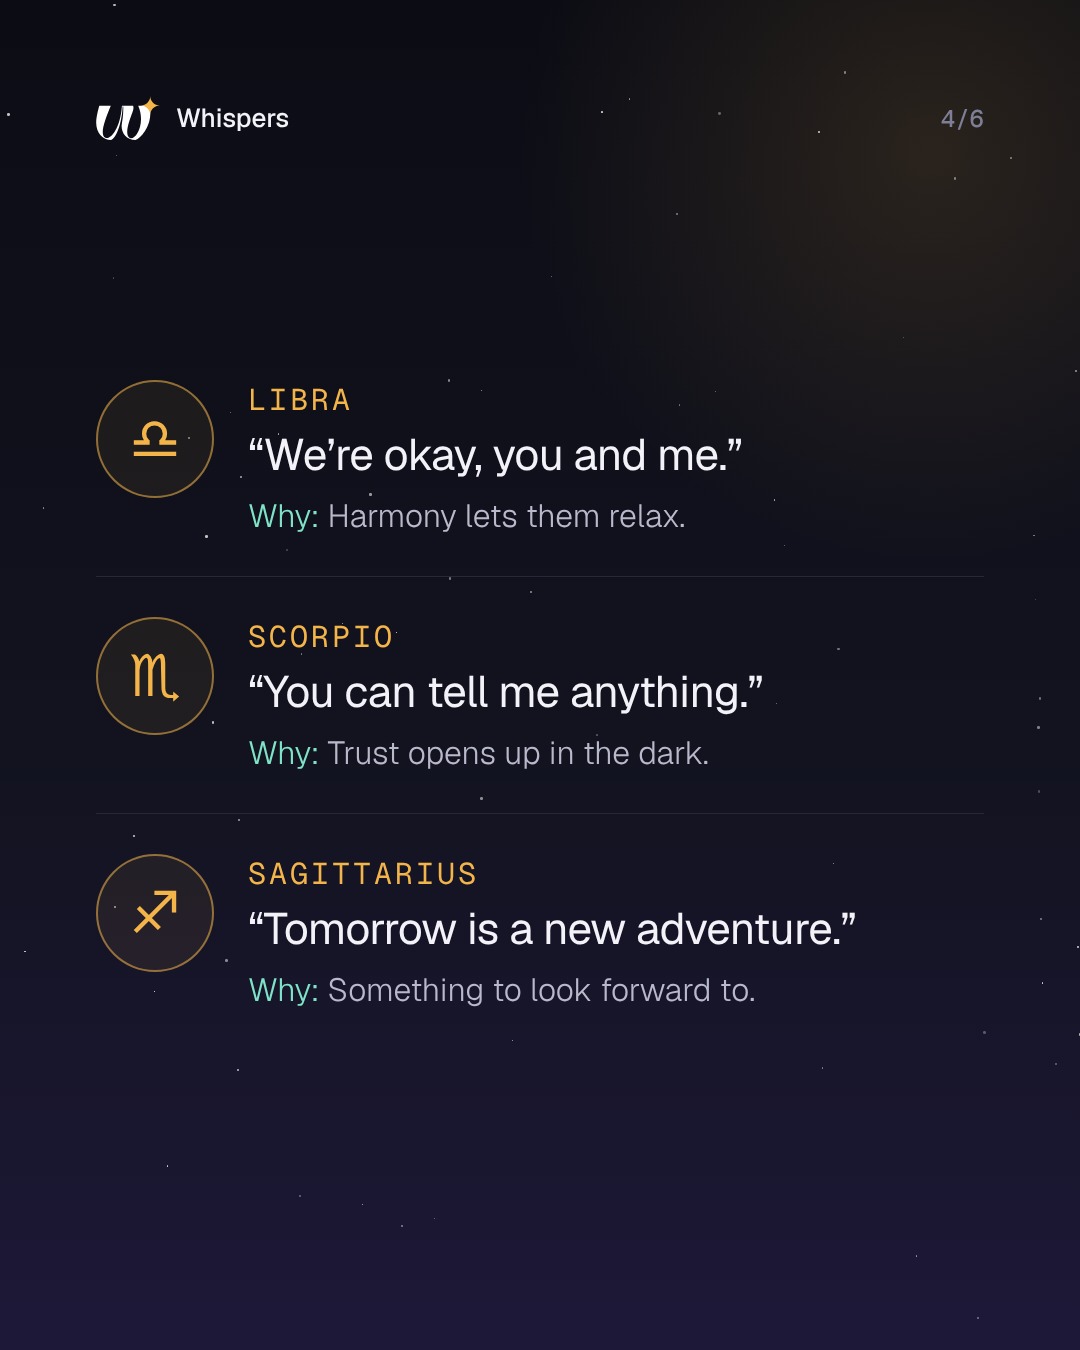 Whispers
4/6
LIBRA
“We’re okay, you and me.”
Why: Harmony lets them relax.
SCORPIO
“You can tell me anything.”
Why: Trust opens up in the dark.
SAGITTARIUS
“Tomorrow is a new adventure.”
Why: Something to look forward to.